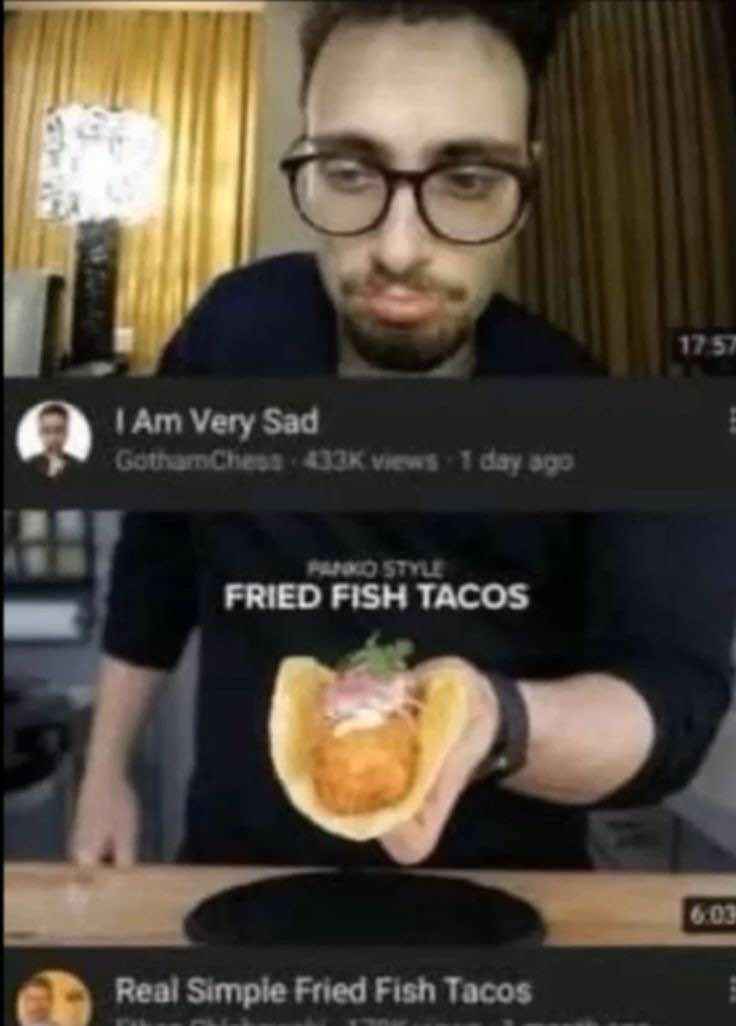 17:57
I Am Very Sad
GothamChess · 433K views · 1 day ago
PANKO STYLE
FRIED FISH TACOS
6:03
Real Simple Fried Fish Tacos